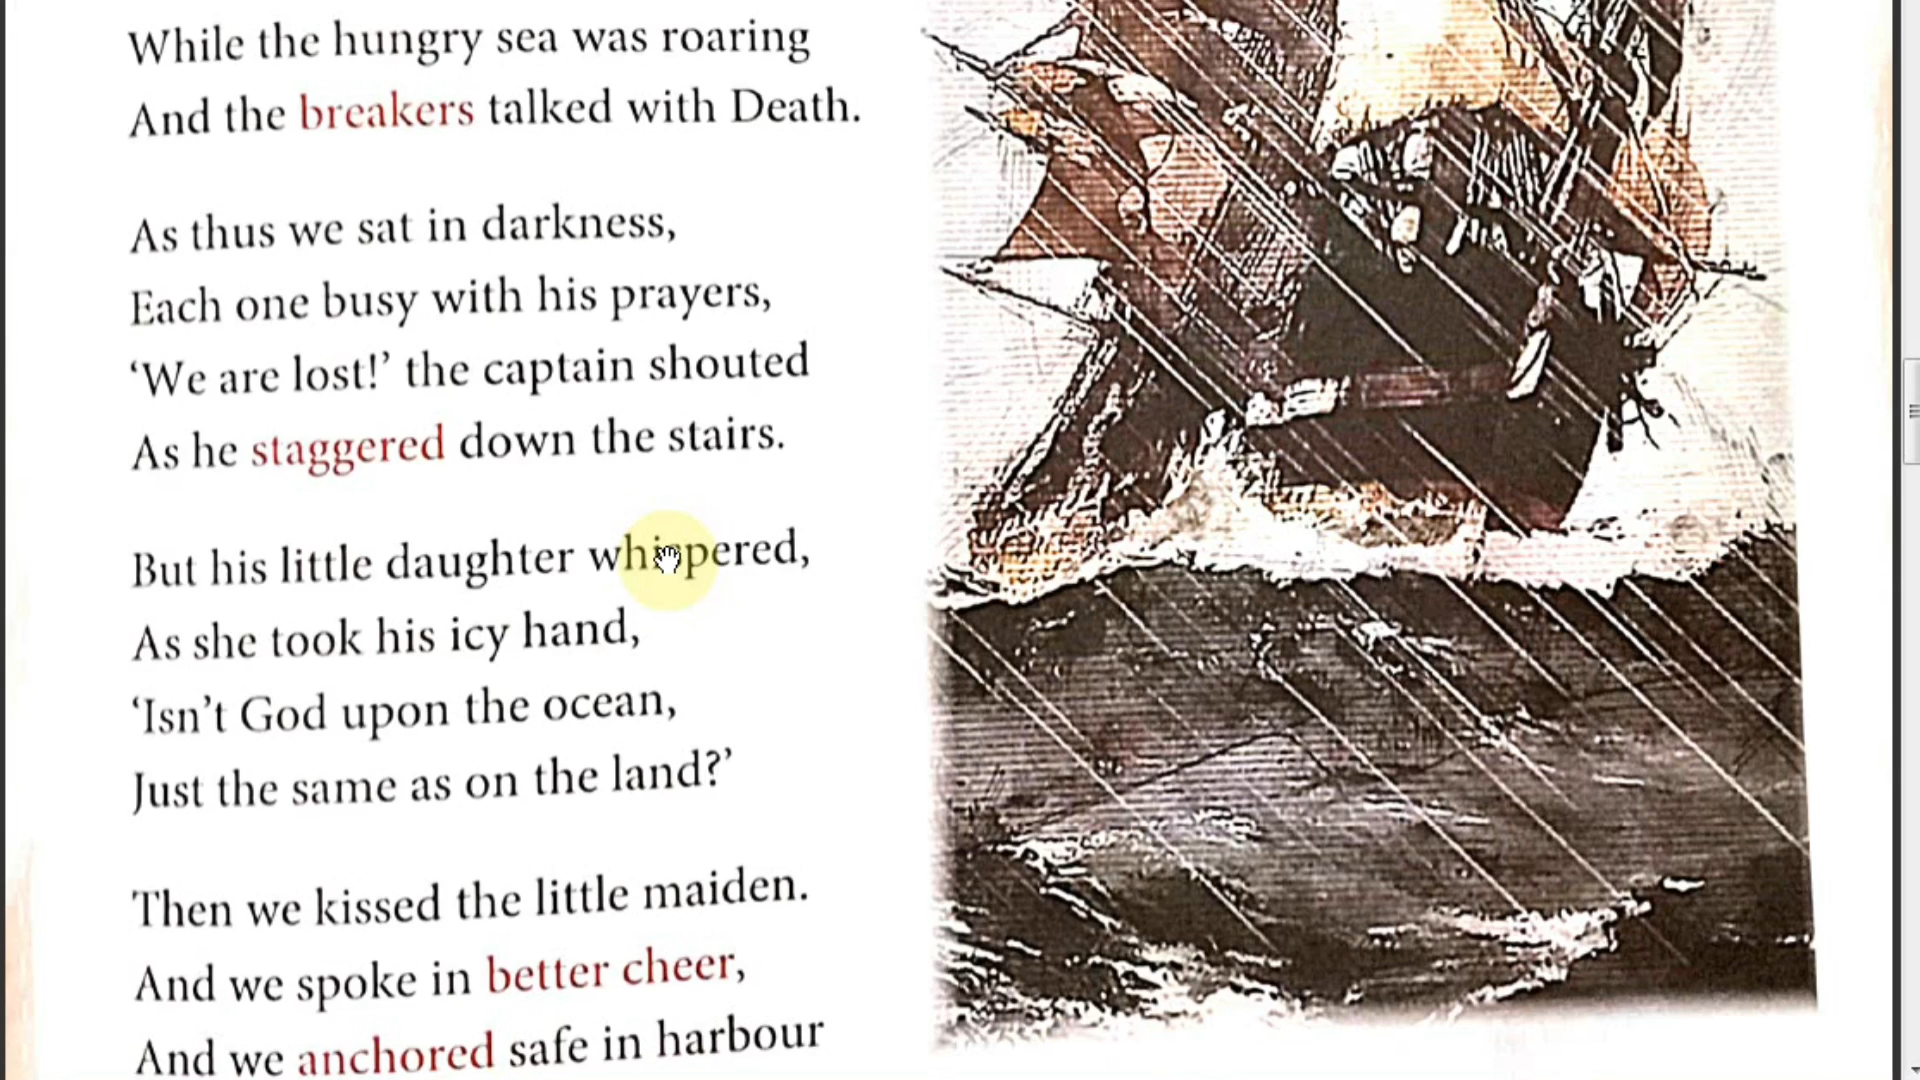 While the hungry sea was roaring
And the breakers talked with Death.
As thus we sat in darkness,
Each one busy with his prayers,
‘We are lost!’ the captain shouted
As he staggered down the stairs.
But his little daughter whispered,
As she took his icy hand,
‘Isn’t God upon the ocean,
Just the same as on the land?’
Then we kissed the little maiden.
And we spoke in better cheer,
And we anchored safe in harbour